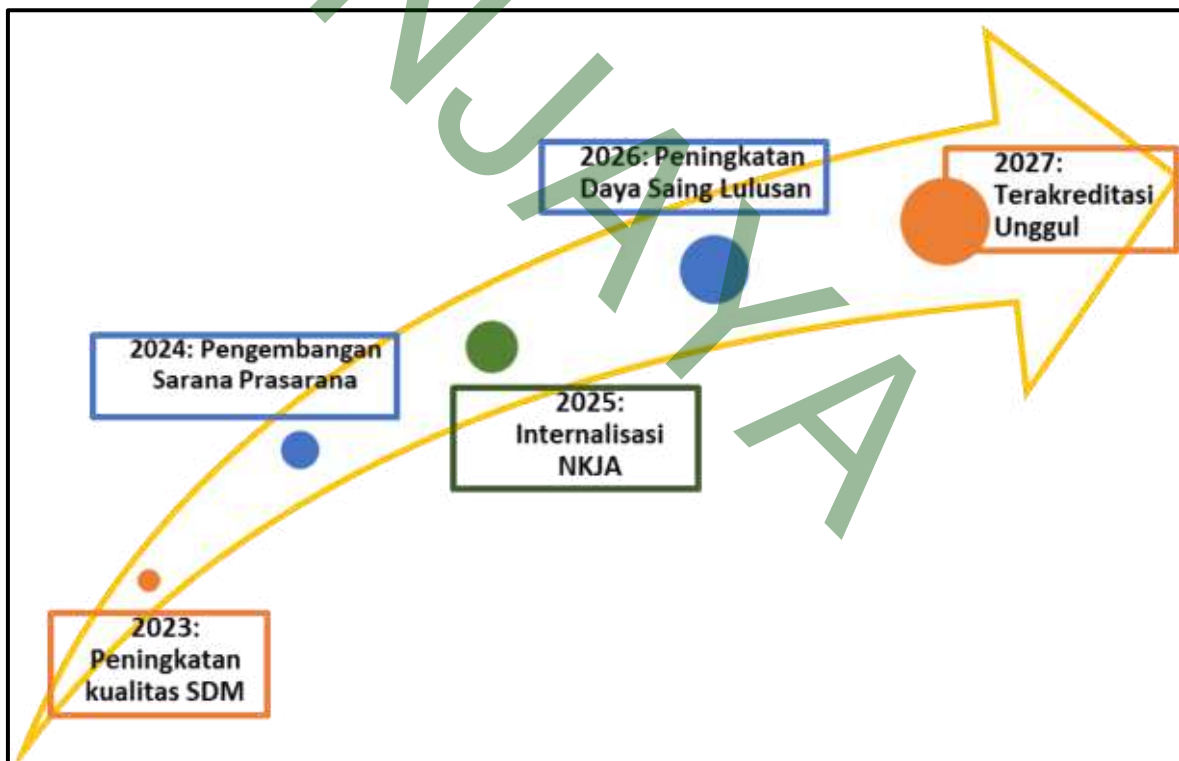 2023:
Peningkatan
kualitas SDM
2024: Pengembangan
Sarana Prasarana
2025:
Internalisasi
NKJA
2026: Peningkatan
Daya Saing Lulusan
2027:
Terakreditasi
Unggul
NJAYA